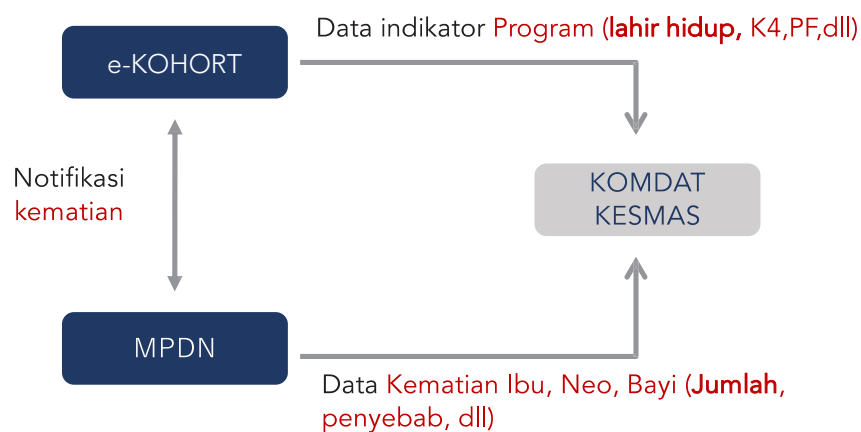 Data indikator Program (lahir hidup, K4,PF,dll)
e-KOHORT
Notifikasi
kematian
KOMDAT
KESMAS
MPDN
Data Kematian Ibu, Neo, Bayi (Jumlah,
penyebab, dll)